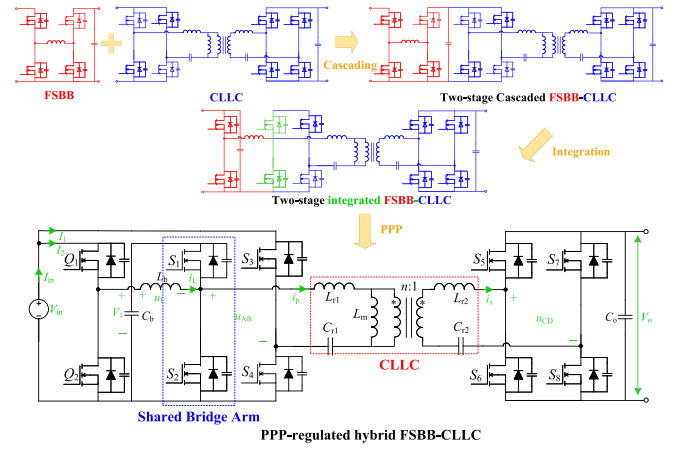 FSBB
CLLC
Cascading
Two-stage Cascaded FSBB-CLLC
Integration
Two-stage integrated FSBB-CLLC
PPP
I1
I2
Iin
Q1
S1
S3
S5
S7
Lb
iL
uL
n:1
ip
Lr1
Lr2
is
Vin
V1
Cb
uAB
Lm
uCD
Co
Vo
Cr1
Cr2
Q2
S2
S4
CLLC
S6
S8
Shared Bridge Arm
PPP-regulated hybrid FSBB-CLLC